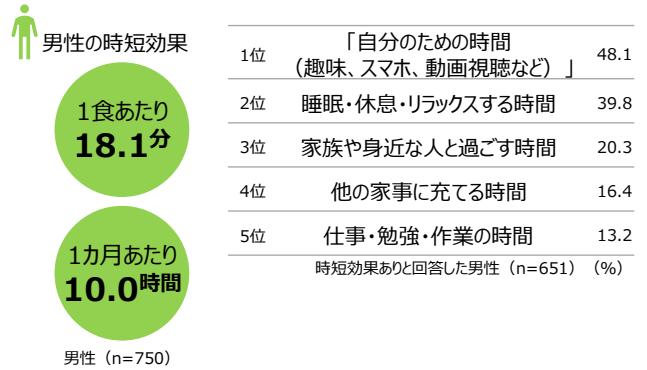 男性の時短効果
1食あたり
18.1分
1カ月あたり
10.0時間
男性（n=750）
1位 「自分のための時間
（趣味、スマホ、動画視聴など）」 48.1
2位 睡眠・休息・リラックスする時間 39.8
3位 家族や身近な人と過ごす時間 20.3
4位 他の家事に充てる時間 16.4
5位 仕事・勉強・作業の時間 13.2
時短効果ありと回答した男性（n=651）（%）